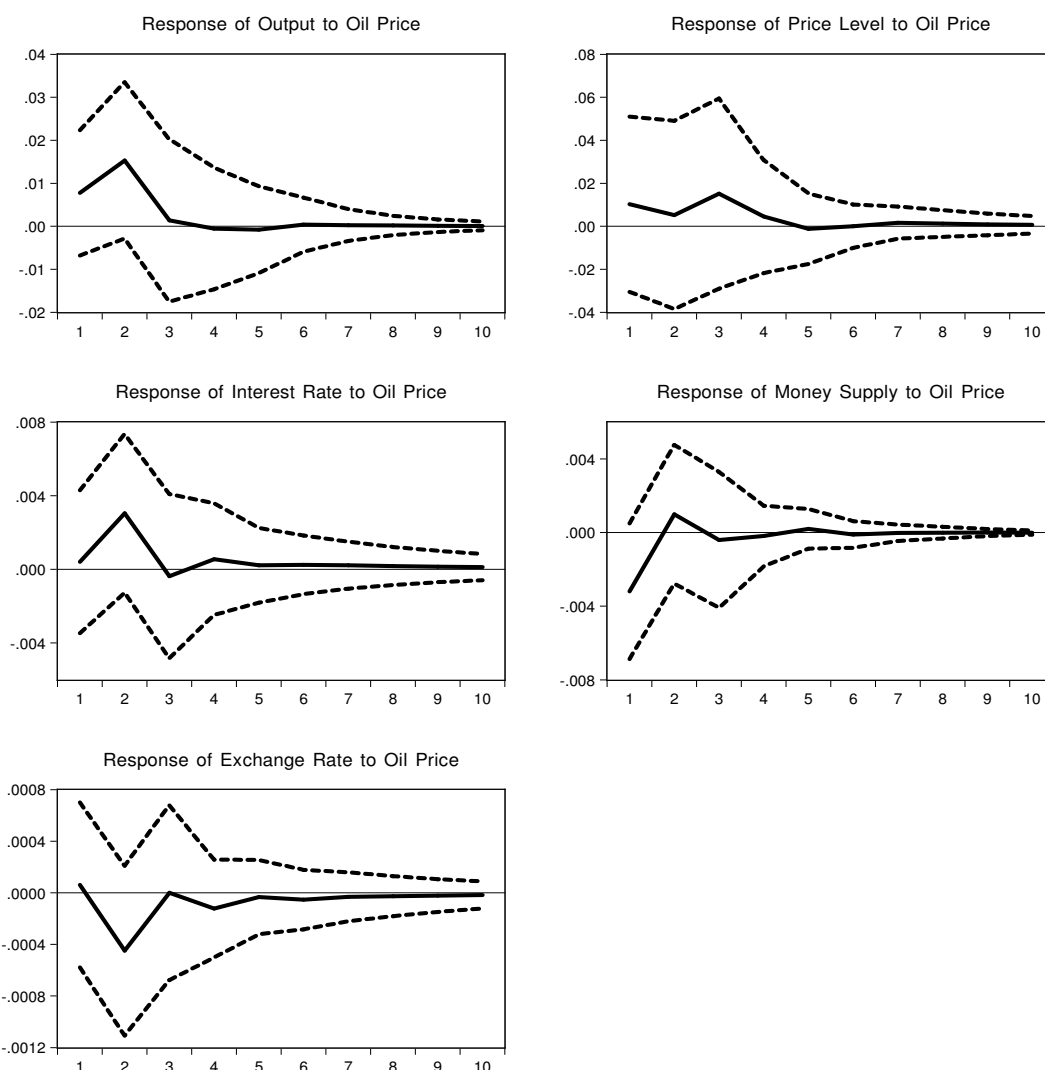 Response of Output to Oil Price
.04
.03
.02
.01
.00
-.01
-.02
1 2 3 4 5 6 7 8 9 10
Response of Price Level to Oil Price
.08
.06
.04
.02
.00
-.02
-.04
1 2 3 4 5 6 7 8 9 10
Response of Interest Rate to Oil Price
.008
.004
.000
-.004
1 2 3 4 5 6 7 8 9 10
Response of Money Supply to Oil Price
.004
.000
-.004
-.008
1 2 3 4 5 6 7 8 9 10
Response of Exchange Rate to Oil Price
.0008
.0004
.0000
-.0004
-.0008
-.0012
1 2 3 4 5 6 7 8 9 10